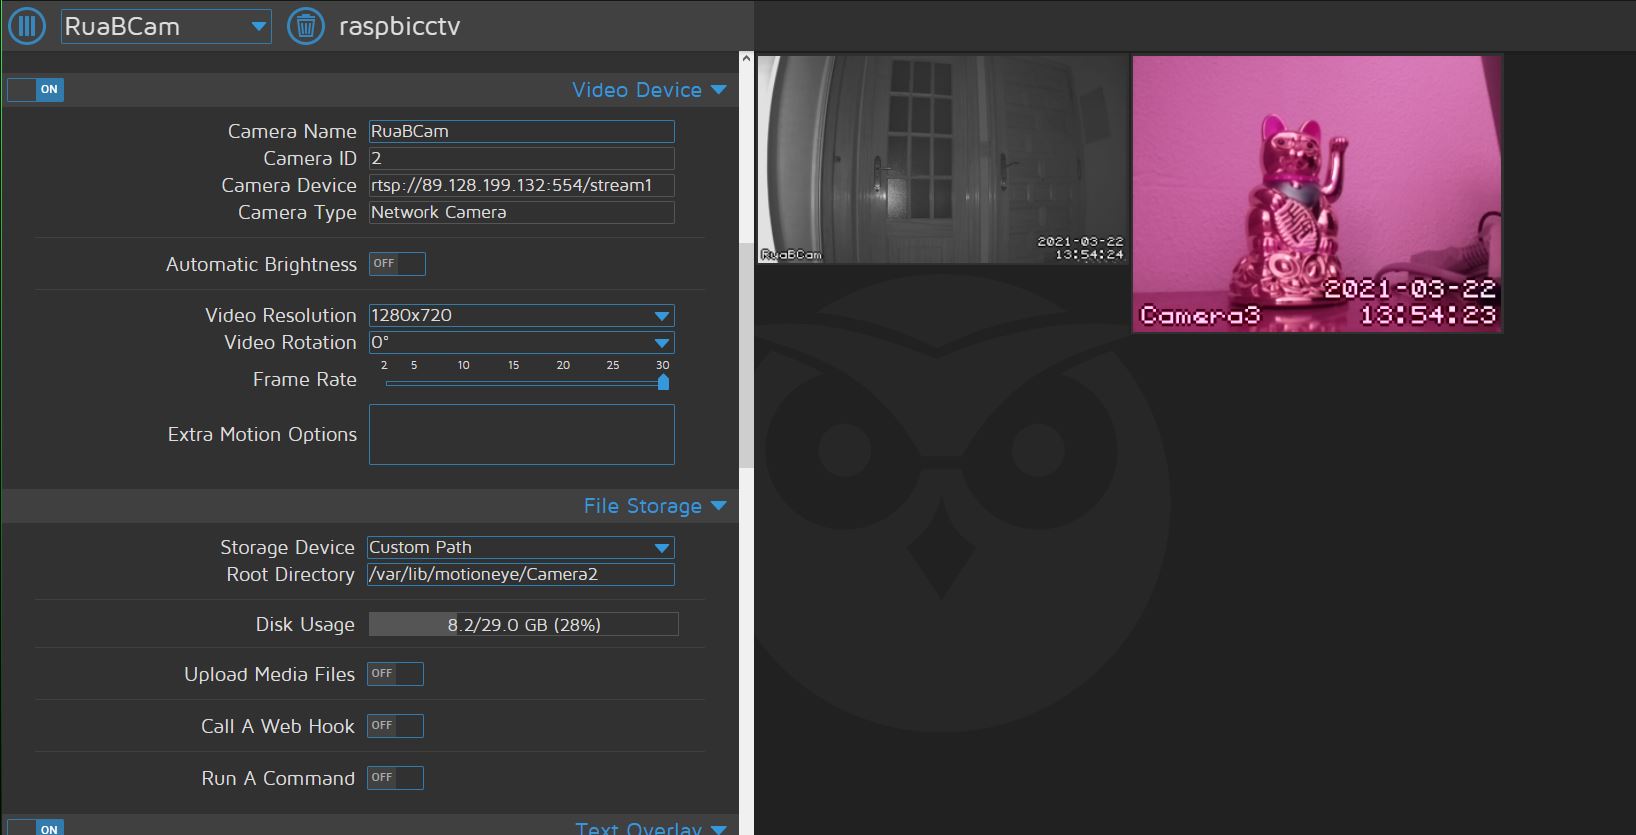 RuaBCam
raspbicctv
ON
Video Device
Camera Name
RuaBCam
Camera ID
2
Camera Device
rtsp://89.128.199.132:554/stream1
Camera Type
Network Camera
Automatic Brightness
OFF
Video Resolution
1280x720
Video Rotation
0°
2 5 10 15 20 25 30
Frame Rate
Extra Motion Options
File Storage
Storage Device
Custom Path
Root Directory
/var/lib/motioneye/Camera2
Disk Usage
8.2/29.0 GB (28%)
Upload Media Files
OFF
Call A Web Hook
OFF
Run A Command
OFF
ON
Text Overlay
RuaBCam
2021-03-22
13:54:24
Camera3
2021-03-22
13:54:23